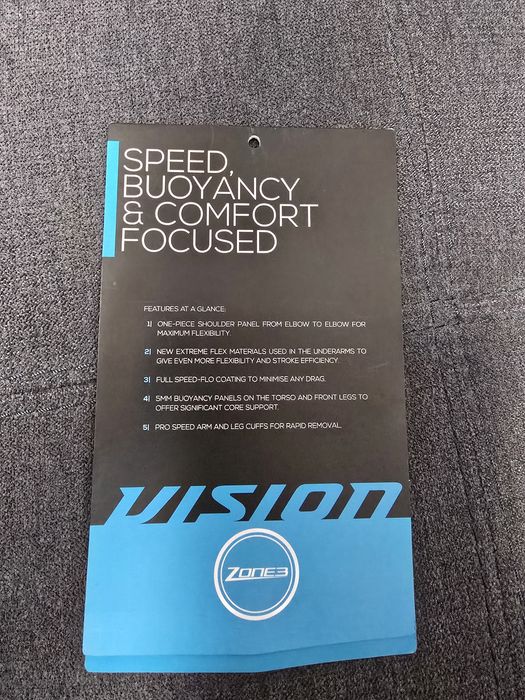 SPEED,
BUOYANCY
& COMFORT
FOCUSED
FEATURES AT A GLANCE:
1| ONE-PIECE SHOULDER PANEL FROM ELBOW TO ELBOW FOR
MAXIMUM FLEXIBILITY.
2| NEW EXTREME FLEX MATERIALS USED IN THE UNDERARMS TO
GIVE EVEN MORE FLEXIBILITY AND STROKE EFFICIENCY.
3| FULL SPEED-FLO COATING TO MINIMISE ANY DRAG.
4| 5MM BUOYANCY PANELS ON THE TORSO AND FRONT LEGS TO
OFFER SIGNIFICANT CORE SUPPORT.
5| PRO SPEED ARM AND LEG CUFFS FOR RAPID REMOVAL.
VISION
ZONE3